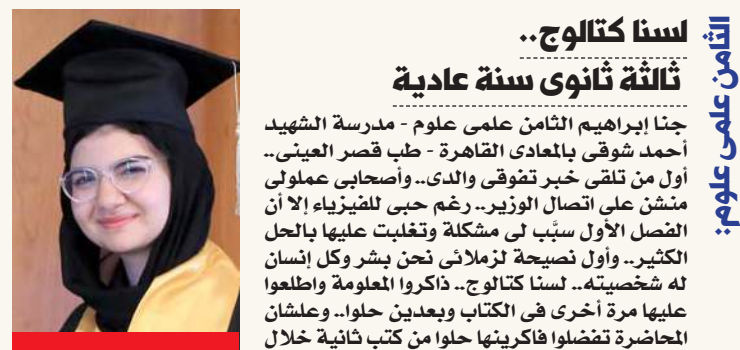 الثامن علمى علوم:
لسنا كتالوج..
ثالثة ثانوى سنة عادية
جنا إبراهيم الثامن علمى علوم - مدرسة الشهيد
أحمد شوقى بالمعادى القاهرة - طب قصر العينى..
أول من تلقى خبر تفوقى والدى.. وأصحابى عملولى
منشن على اتصال الوزير.. رغم حبى للفيزياء إلا أن
الفصل الأول سبَّب لى مشكلة وتغلبت عليها بالحل
الكثير.. وأول نصيحة لزملائى نحن بشر وكل إنسان
له شخصيته.. لسنا كتالوج.. ذاكروا المعلومة واطلعوا
عليها مرة أخرى فى الكتاب وبعدين حلوا.. وعلشان
المحاضرة تفضلوا فاكرينها حلوا من كتب ثانية خلال